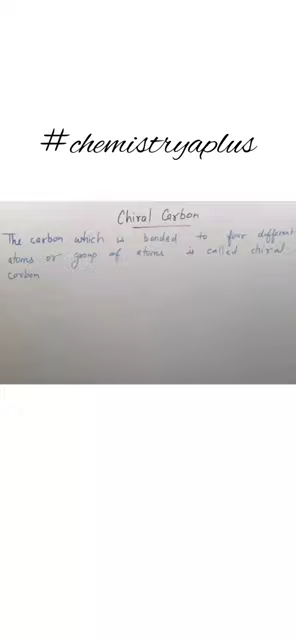 #chemistryaplus
Chiral Carbon
The carbon which is bonded to four different
atoms or group of atoms is called chiral
carbon